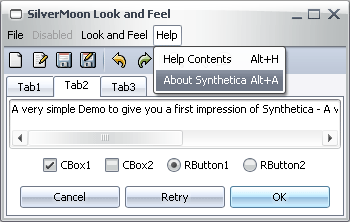 SilverMoon Look and Feel
File Disabled Look and Feel Help
Help Contents Alt+H
About Synthetica Alt+A
Tab1 Tab2 Tab3
A very simple Demo to give you a first impression of Synthetica - A v
CBox1 CBox2 RButton1 RButton2
Cancel Retry OK